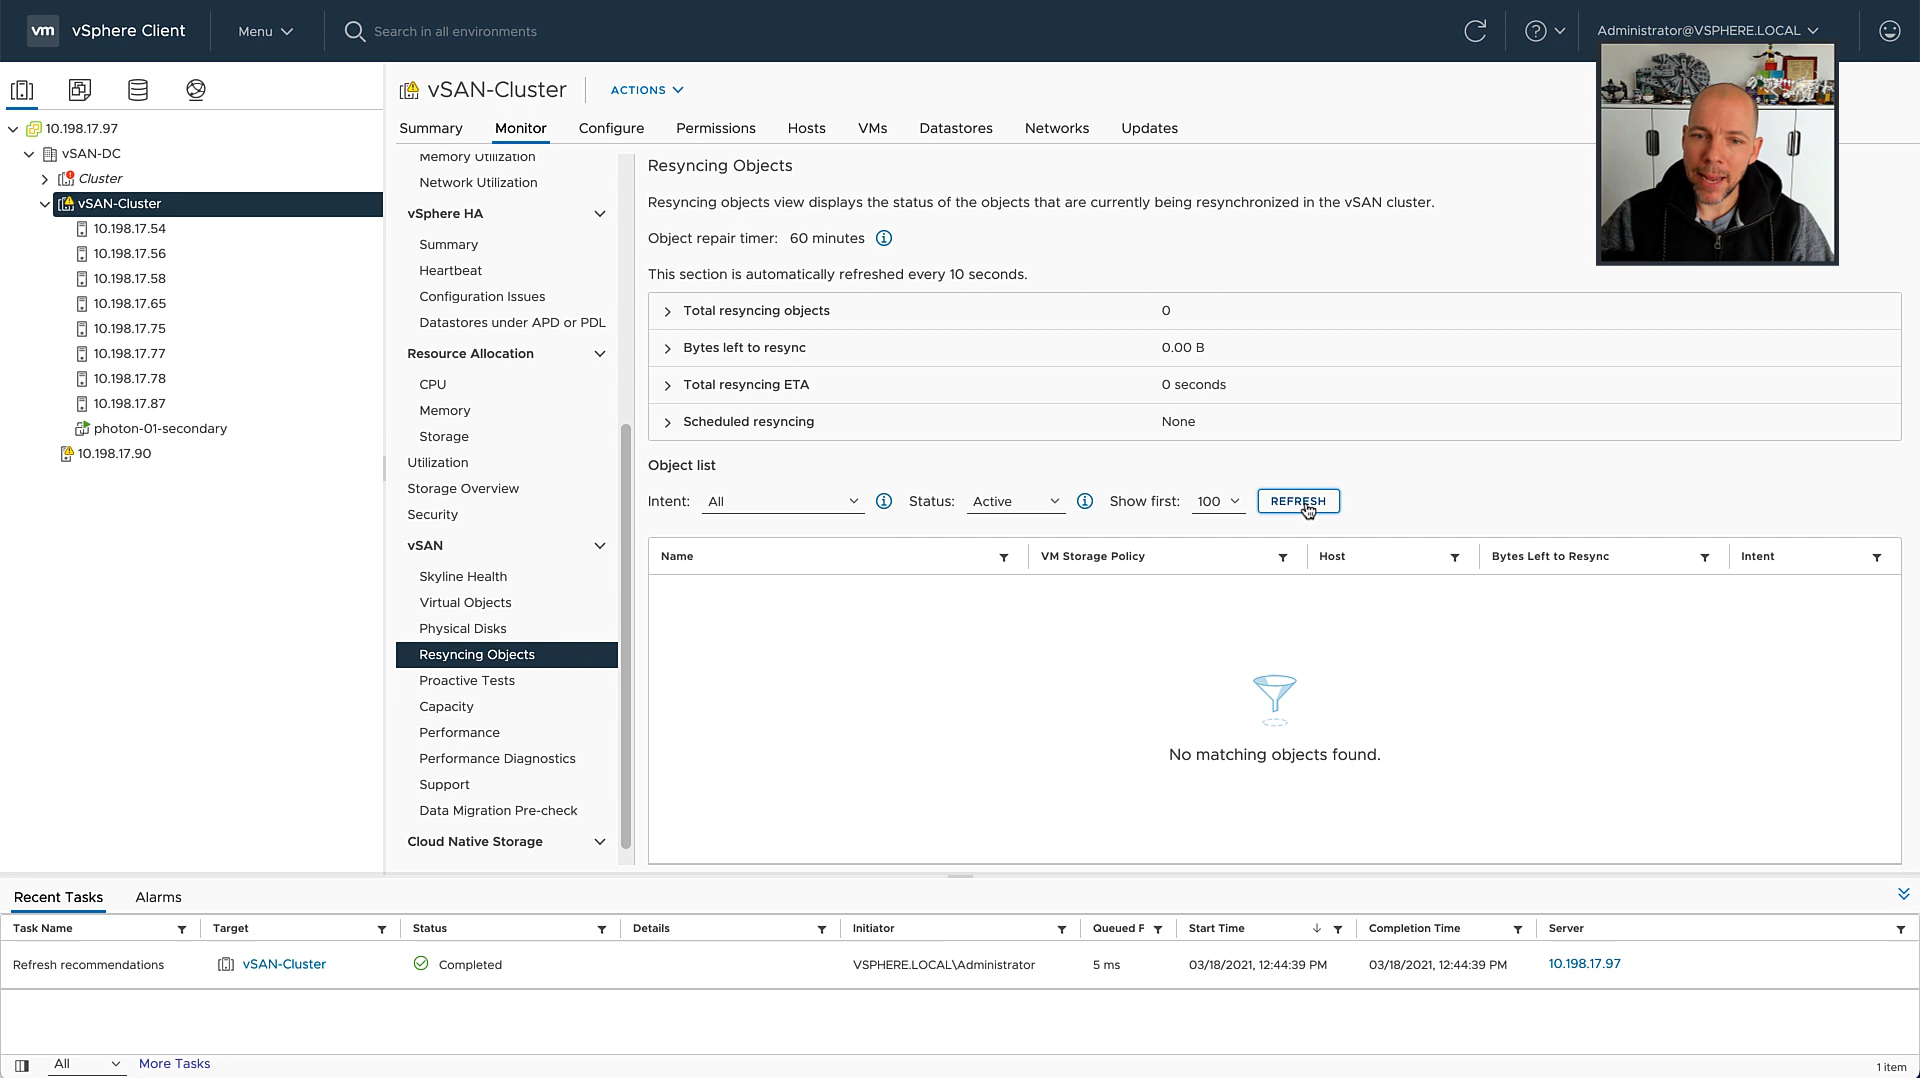 vm vSphere Client Menu Search in all environments Administrator@VSPHERE.LOCAL
10.198.17.97
vSAN-DC
Cluster
vSAN-Cluster
10.198.17.54
10.198.17.56
10.198.17.58
10.198.17.65
10.198.17.75
10.198.17.77
10.198.17.78
10.198.17.87
photon-01-secondary
10.198.17.90
vSAN-Cluster ACTIONS
Summary Monitor Configure Permissions Hosts VMs Datastores Networks Updates
Memory Utilization
Network Utilization
vSphere HA
Summary
Heartbeat
Configuration Issues
Datastores under APD or PDL
Resource Allocation
CPU
Memory
Storage
Utilization
Storage Overview
Security
vSAN
Skyline Health
Virtual Objects
Physical Disks
Resyncing Objects
Proactive Tests
Capacity
Performance
Performance Diagnostics
Support
Data Migration Pre-check
Cloud Native Storage
Resyncing Objects
Resyncing objects view displays the status of the objects that are currently being resynchronized in the vSAN cluster.
Object repair timer: 60 minutes
This section is automatically refreshed every 10 seconds.
Total resyncing objects 0
Bytes left to resync 0.00 B
Total resyncing ETA 0 seconds
Scheduled resyncing None
Object list
Intent: All Status: Active Show first: 100 REFRESH
Name VM Storage Policy Host Bytes Left to Resync Intent
No matching objects found.
Recent Tasks Alarms
Task Name Target Status Details Initiator Queued F Start Time Completion Time Server
Refresh recommendations vSAN-Cluster Completed VSPHERE.LOCAL\Administrator 5 ms 03/18/2021, 12:44:39 PM 03/18/2021, 12:44:39 PM 10.198.17.97
All More Tasks 1 item